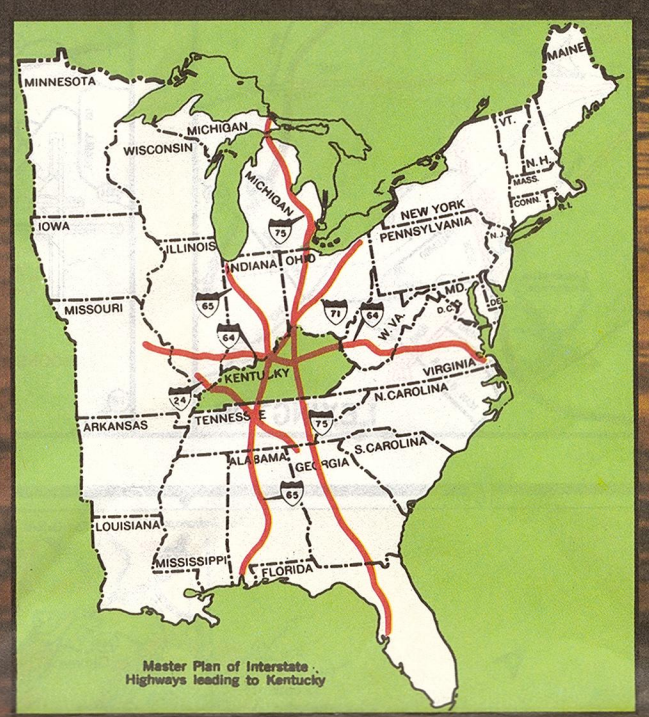 MAINE
MINNESOTA
MICHIGAN
VT.
WISCONSIN
N.H.
MICHIGAN
MASS.
CONN.
R.I.
NEW YORK
IOWA
PENNSYLVANIA
75
N.J.
ILLINOIS
INDIANA
OHIO
MD.
DEL.
D.C.
65
MISSOURI
71
64
W. VA.
64
VIRGINIA
KENTUCKY
N.CAROLINA
24
TENNESSEE
75
ARKANSAS
S.CAROLINA
ALABAMA
GEORGIA
65
LOUISIANA
MISSISSIPPI
FLORIDA
Master Plan of Interstate
Highways leading to Kentucky